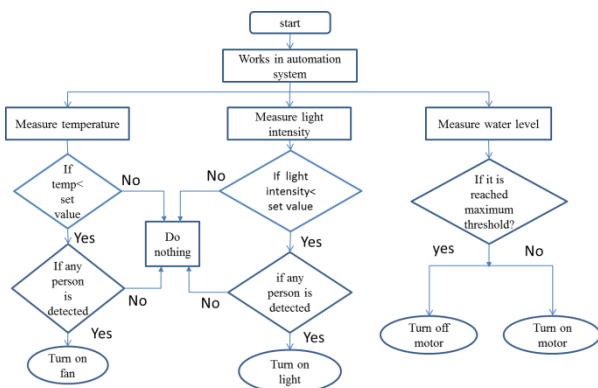 start
Works in automation
system
Measure temperature
Measure light
intensity
Measure water level
If
temp<
set
value
No
No
If light
intensity<
set value
If it is
reached
maximum
threshold?
Yes
Do
nothing
Yes
yes
No
If any
person
is
detected
No
No
if any
person is
detected
Yes
Yes
Turn on
fan
Turn on
light
Turn off
motor
Turn on
motor